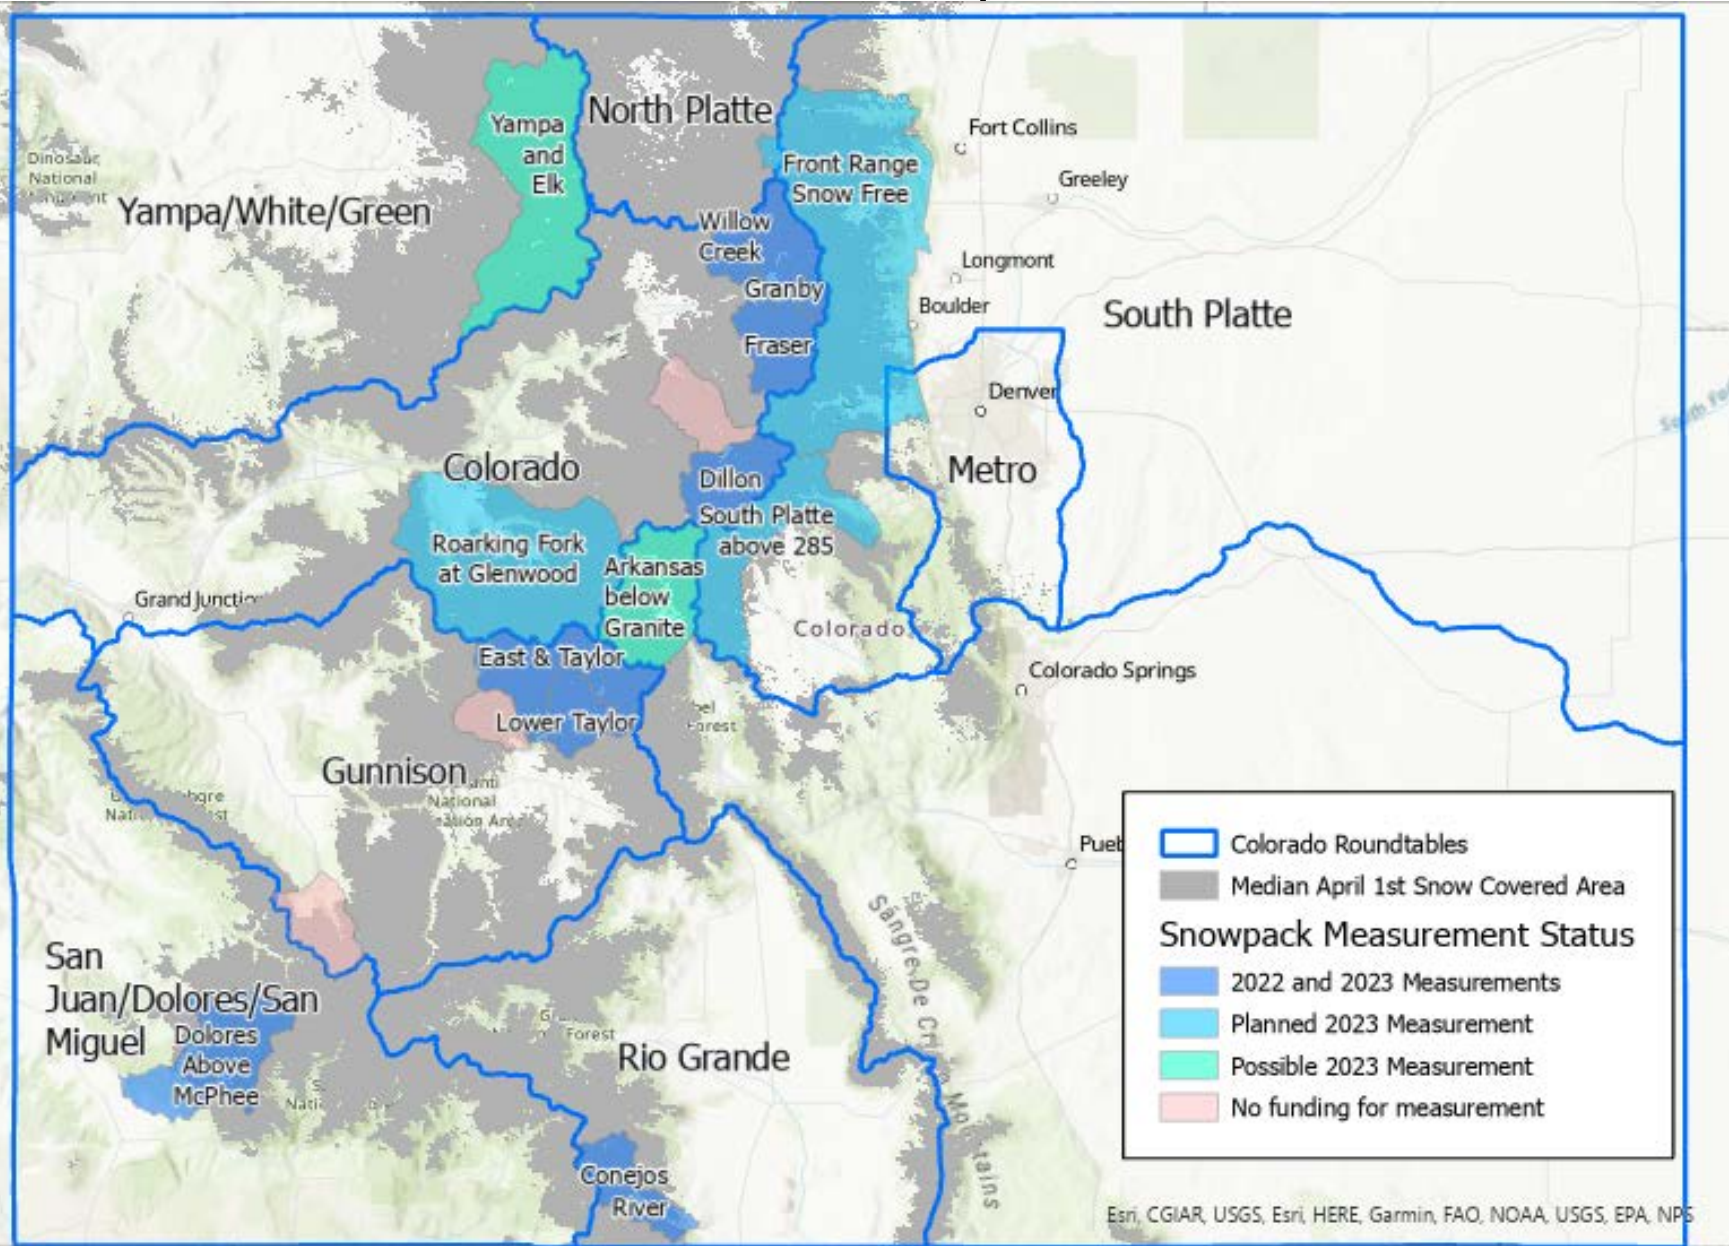 North Platte
Yampa
and
Elk
Fort Collins
Front Range
Snow Free
Dinosaur
National
Greeley
Yampa/White/Green
Willow
Creek
Longmont
Granby
Boulder
South Platte
Fraser
Denver
Colorado
Metro
Dillon
South Platte
above 285
Roarking Fork
at Glenwood
Arkansas
below
Granite
Grand Junctio
Colorado
East & Taylor
Colorado Springs
Lower Taylor
Forest
Gunnison
National
Pueb
San
Juan/Dolores/San
Miguel
Dolores
Above
McPhee
Forest
Rio Grande
Sangre De Cri
Mo
tains
Conejos
River
Colorado Roundtables
Median April 1st Snow Covered Area
Snowpack Measurement Status
2022 and 2023 Measurements
Planned 2023 Measurement
Possible 2023 Measurement
No funding for measurement
Esri, CGIAR, USGS, Esri, HERE, Garmin, FAO, NOAA, USGS, EPA, NPS